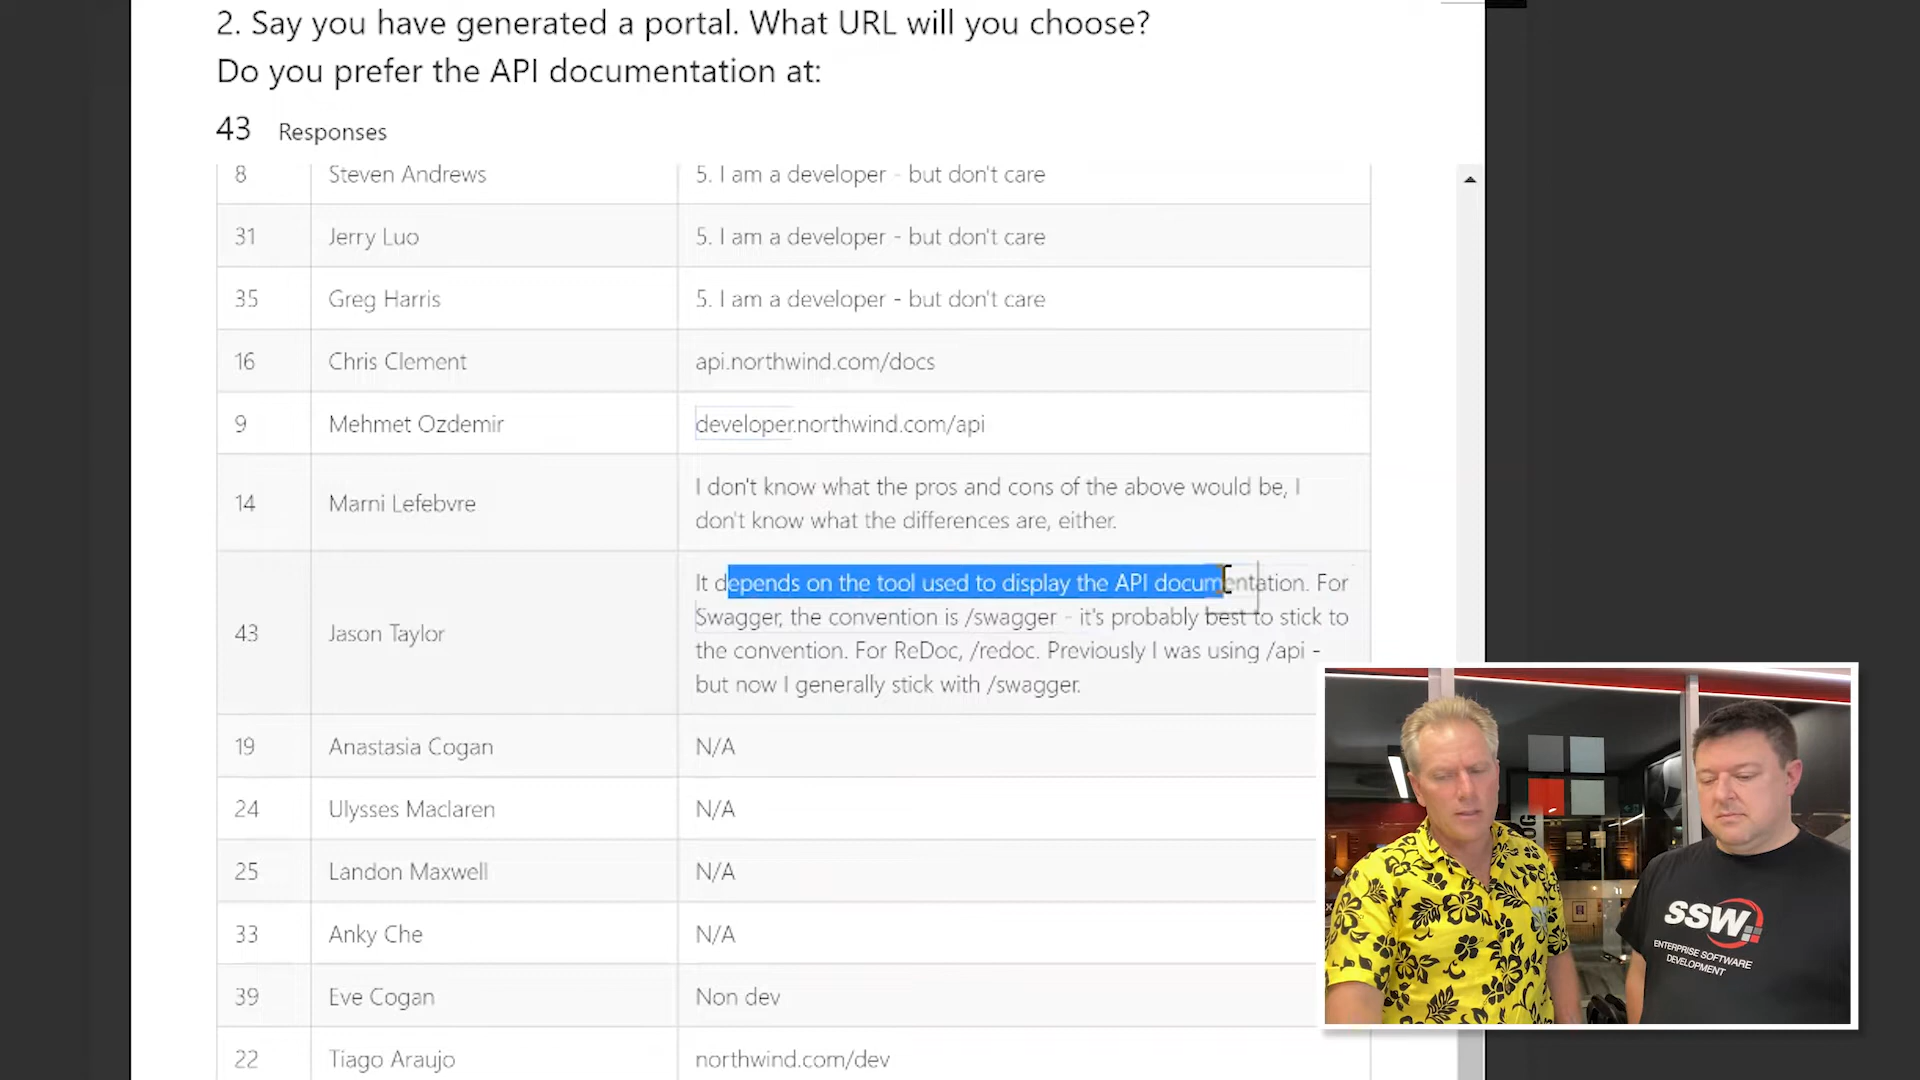 2. Say you have generated a portal. What URL will you choose?
Do you prefer the API documentation at:
43 Responses
8 Steven Andrews 5. I am a developer - but don't care
31 Jerry Luo 5. I am a developer - but don't care
35 Greg Harris 5. I am a developer - but don't care
16 Chris Clement api.northwind.com/docs
9 Mehmet Ozdemir developer.northwind.com/api
14 Marni Lefebvre I don't know what the pros and cons of the above would be, I
don't know what the differences are, either.
43 Jason Taylor It depends on the tool used to display the API documentation. For
Swagger, the convention is /swagger - it's probably best to stick to
the convention. For ReDoc, /redoc. Previously I was using /api -
but now I generally stick with /swagger.
19 Anastasia Cogan N/A
24 Ulysses Maclaren N/A
25 Landon Maxwell N/A
33 Anky Che N/A
39 Eve Cogan Non dev
22 Tiago Araujo northwind.com/dev
SSW
ENTERPRISE SOFTWARE
DEVELOPMENT